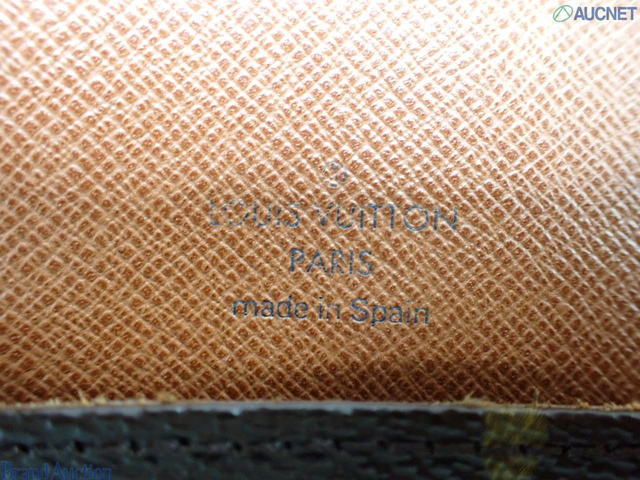 AUCNET
®
LOUIS VUITTON
PARIS
made in Spain
Brand Auction